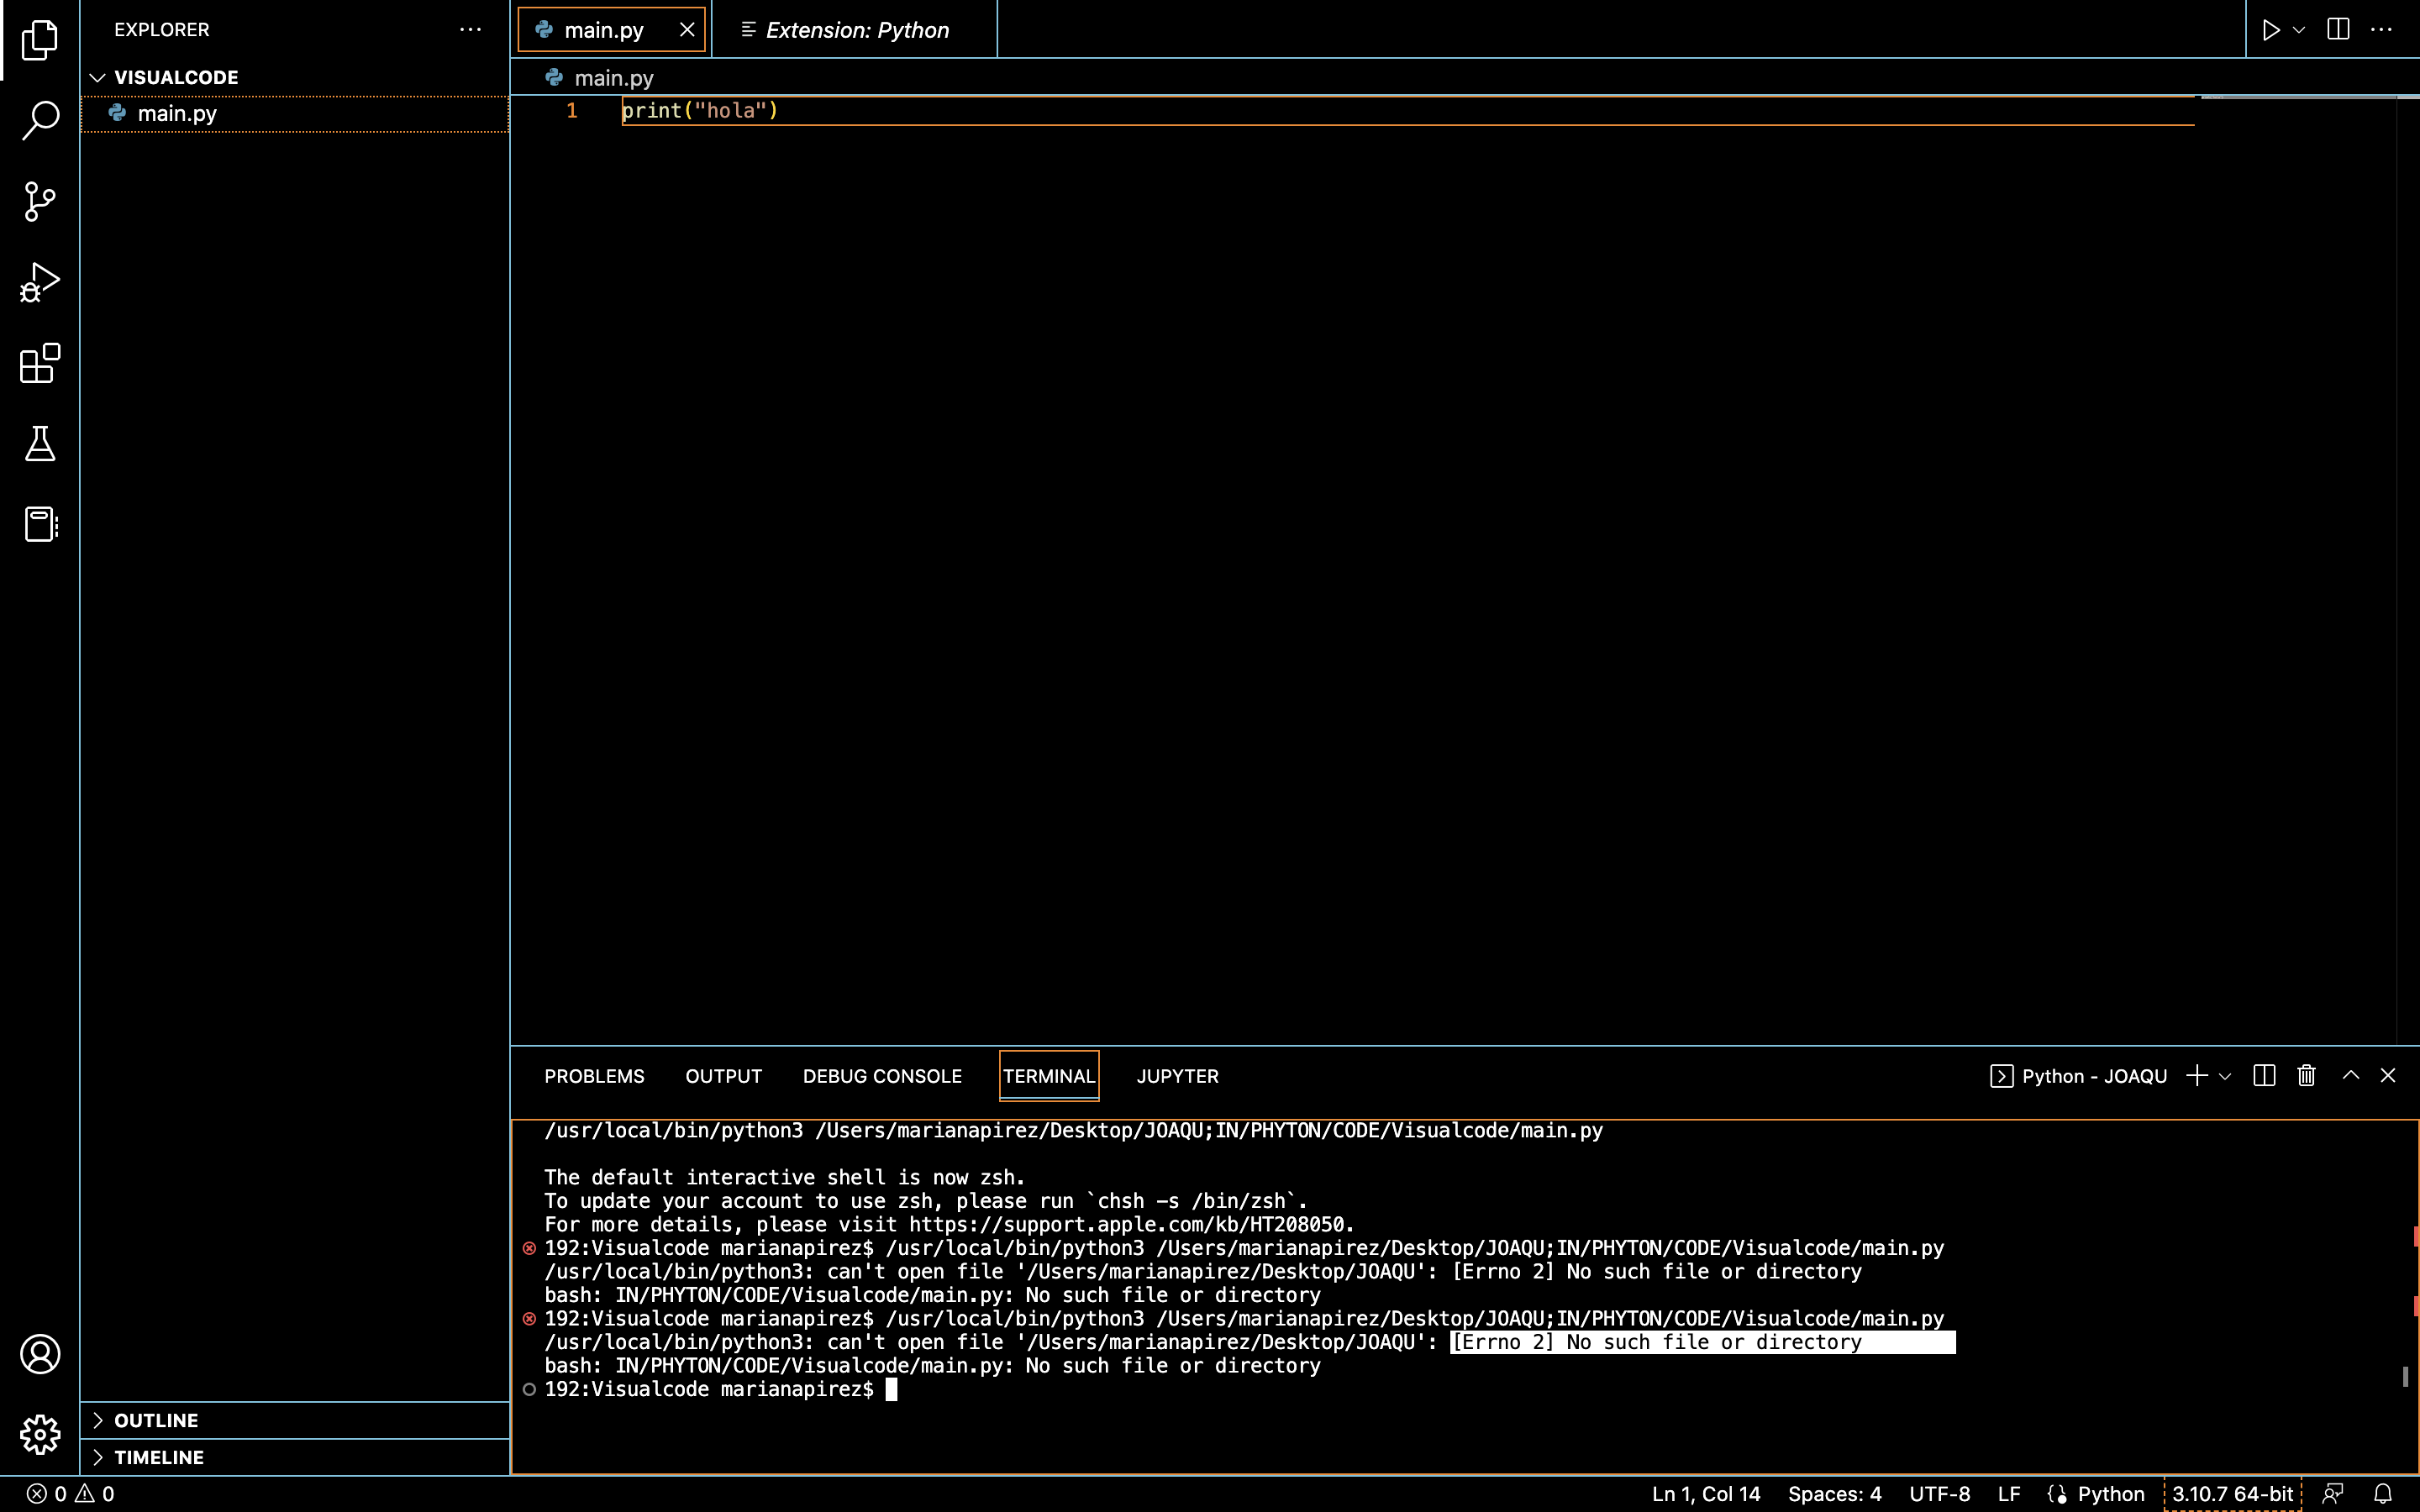 EXPLORER
VISUALCODE
main.py
main.py
Extension: Python
main.py
1 print("hola")
PROBLEMS OUTPUT DEBUG CONSOLE TERMINAL JUPYTER
Python - JOAQU
/usr/local/bin/python3 /Users/marianapirez/Desktop/JOAQU;IN/PHYTON/CODE/Visualcode/main.py
The default interactive shell is now zsh.
To update your account to use zsh, please run `chsh -s /bin/zsh`.
For more details, please visit https://support.apple.com/kb/HT208050.
192:Visualcode marianapirez$ /usr/local/bin/python3 /Users/marianapirez/Desktop/JOAQU;IN/PHYTON/CODE/Visualcode/main.py
/usr/local/bin/python3: can't open file '/Users/marianapirez/Desktop/JOAQU': [Errno 2] No such file or directory
bash: IN/PHYTON/CODE/Visualcode/main.py: No such file or directory
192:Visualcode marianapirez$ /usr/local/bin/python3 /Users/marianapirez/Desktop/JOAQU;IN/PHYTON/CODE/Visualcode/main.py
/usr/local/bin/python3: can't open file '/Users/marianapirez/Desktop/JOAQU': [Errno 2] No such file or directory
bash: IN/PHYTON/CODE/Visualcode/main.py: No such file or directory
192:Visualcode marianapirez$
OUTLINE
TIMELINE
0 0
Ln 1, Col 14 Spaces: 4 UTF-8 LF Python 3.10.7 64-bit